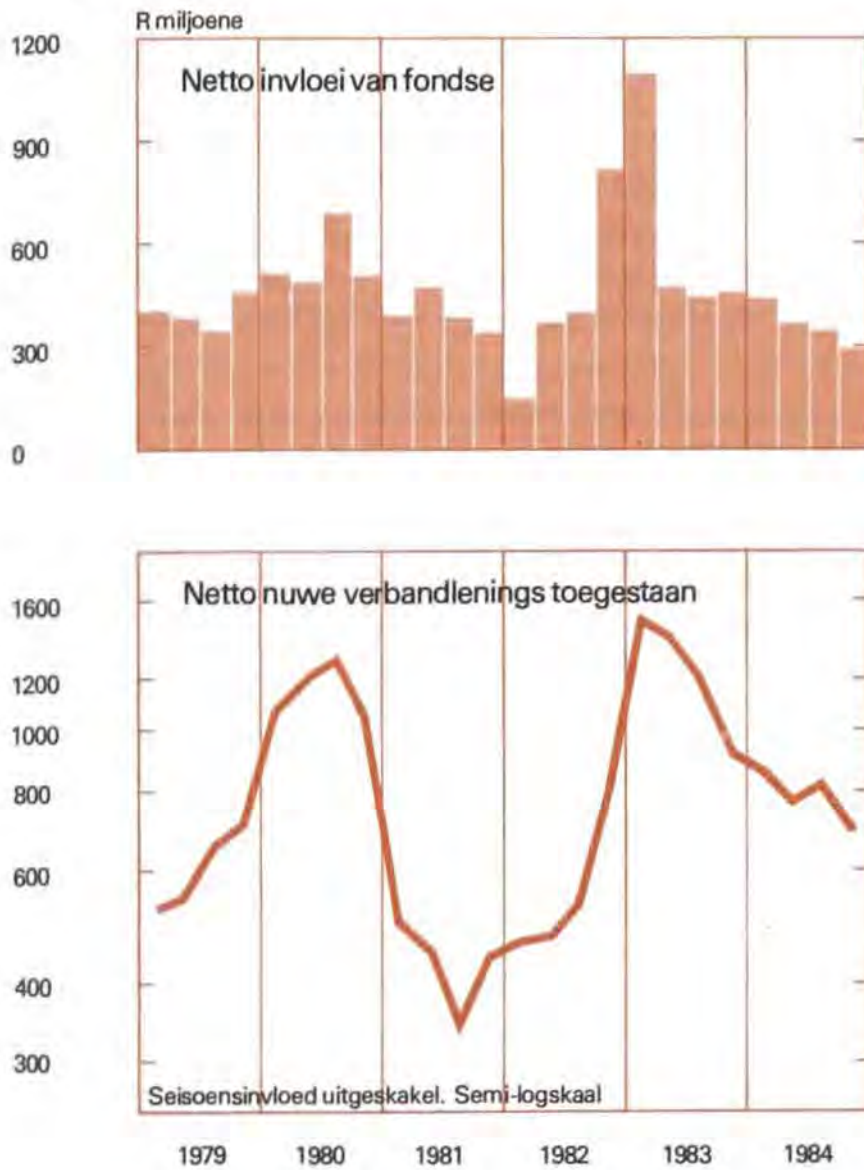 R miljoene
1200
Netto invloei van fondse
900
600
300
0
Netto nuwe verbandlenings toegestaan
1600
1200
1000
800
600
400
300
Seisoensinvloed uitgeskakel. Semi-logskaal
1979 1980 1981 1982 1983 1984